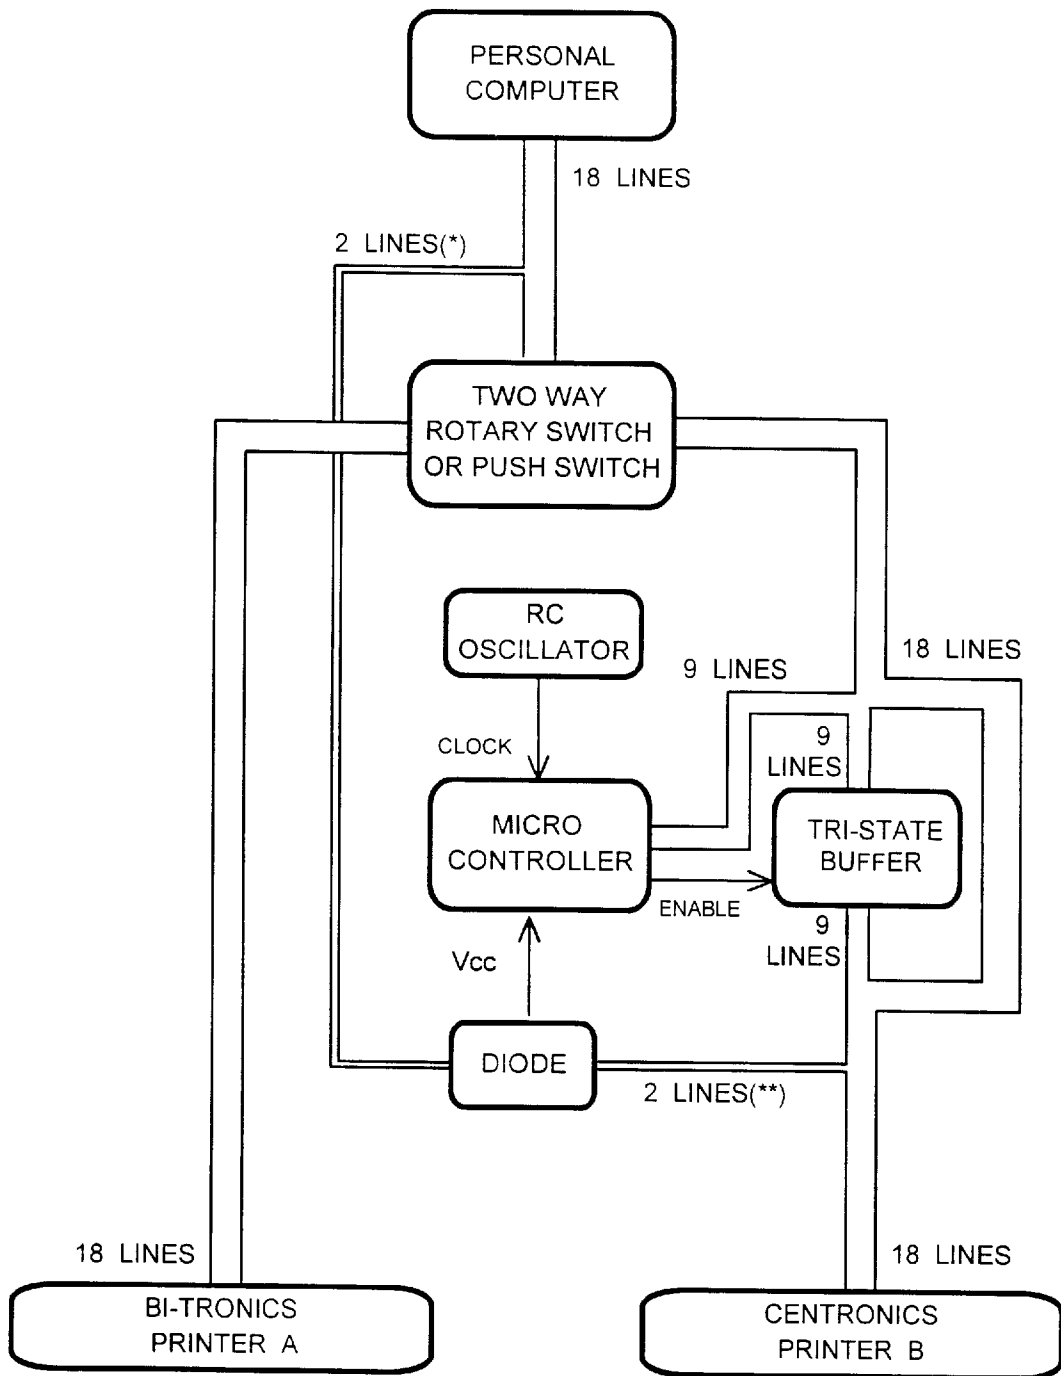 PERSONAL
COMPUTER
18 LINES
2 LINES(*)
TWO WAY
ROTARY SWITCH
OR PUSH SWITCH
RC
OSCILLATOR
18 LINES
9 LINES
CLOCK
9
LINES
MICRO
CONTROLLER
TRI-STATE
BUFFER
ENABLE
9
LINES
Vcc
DIODE
2 LINES(**)
18 LINES
18 LINES
BI-TRONICS
PRINTER A
CENTRONICS
PRINTER B